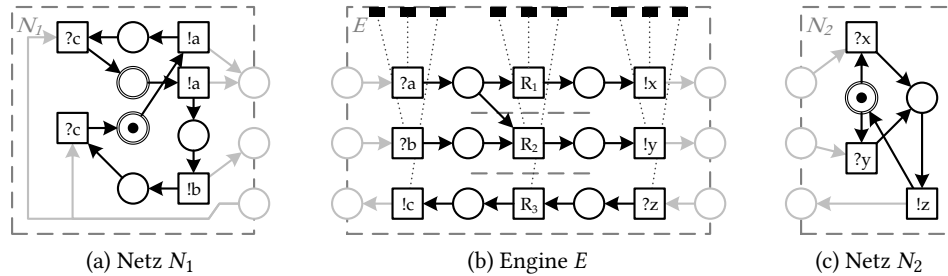 N₁ E N₂
?c !a ?x
?a R₁ !x
!a
?c ?b R₂ !y ?y
!b !c R₃ ?z !z
(a) Netz N₁ (b) Engine E (c) Netz N₂